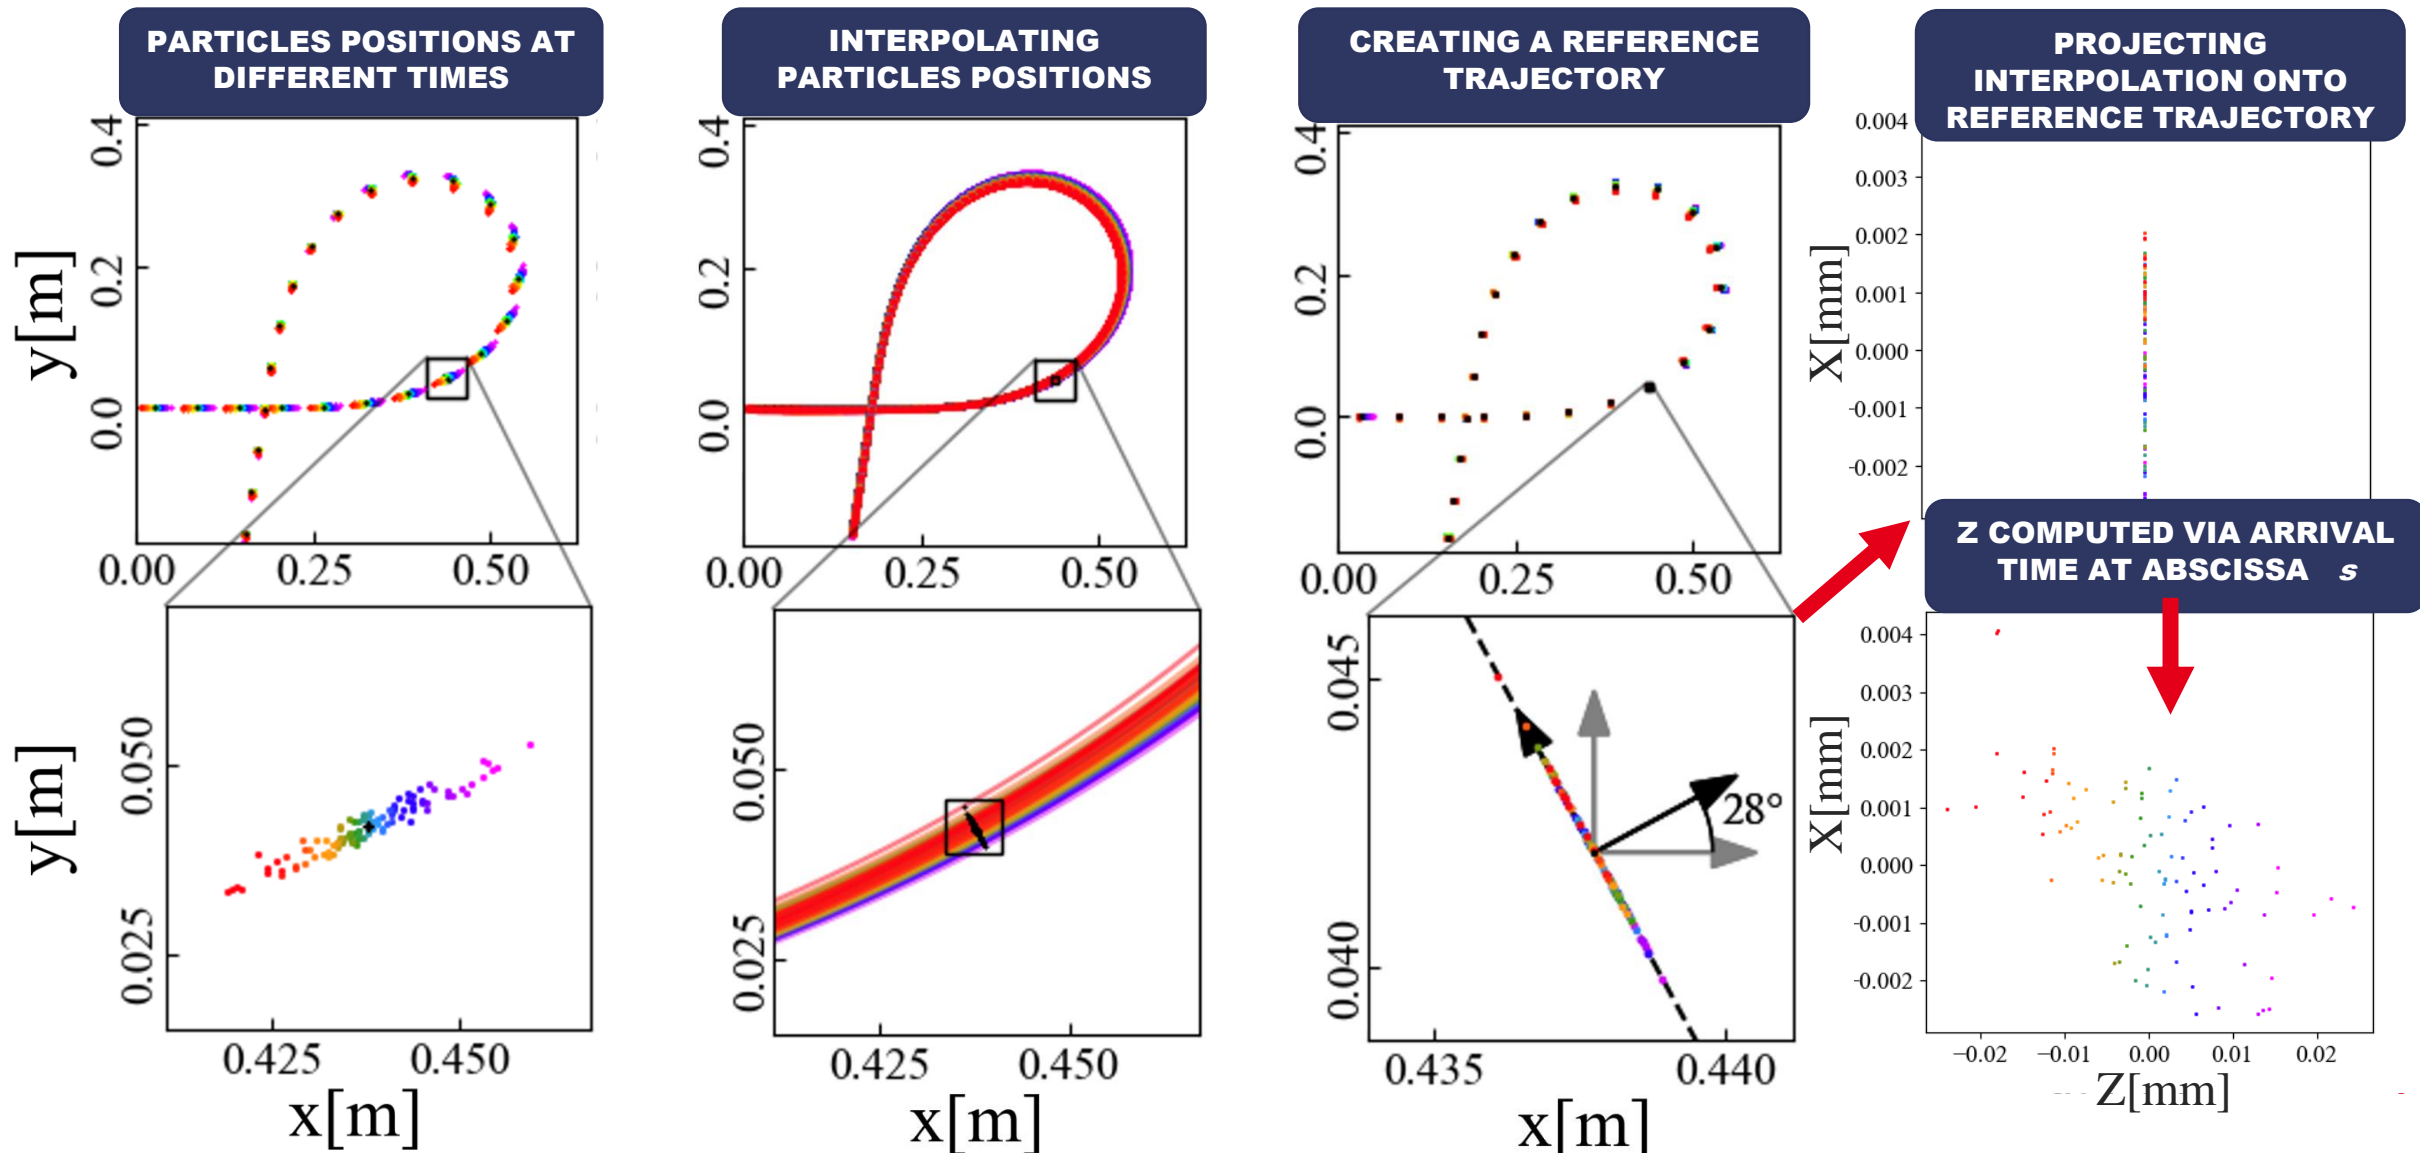 PARTICLES POSITIONS AT
DIFFERENT TIMES
INTERPOLATING
PARTICLES POSITIONS
CREATING A REFERENCE
TRAJECTORY
PROJECTING
INTERPOLATION ONTO
REFERENCE TRAJECTORY
y[m]
0.4
0.2
0.0
0.00 0.25 0.50
0.4
0.2
0.0
0.00 0.25 0.50
0.4
0.2
0.0
0.00 0.25 0.50
X[mm]
0.004
0.003
0.002
0.001
0.000
-0.001
-0.002
Z COMPUTED VIA ARRIVAL
TIME AT ABSCISSA s
y[m]
0.050
0.025
0.425 0.450
x[m]
0.050
0.025
0.425 0.450
x[m]
0.045
0.040
28°
0.435 0.440
x[m]
X[mm]
0.004
0.003
0.002
0.001
0.000
-0.001
-0.002
−0.02 −0.01 0.00 0.01 0.02
Z[mm]